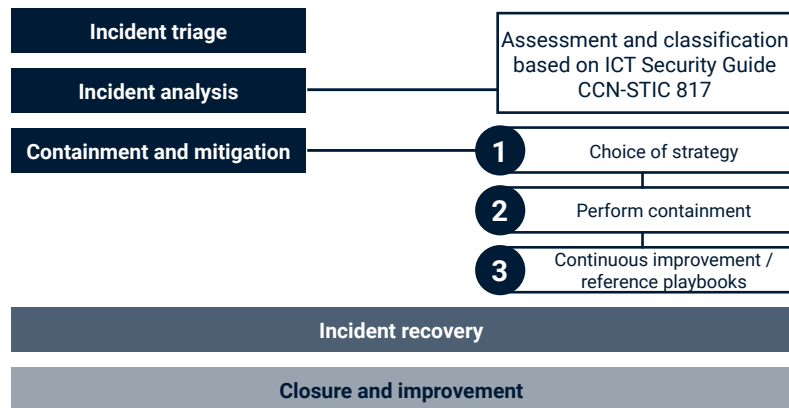 Incident triage
Assessment and classification
based on ICT Security Guide
CCN-STIC 817
Incident analysis
Containment and mitigation
1
Choice of strategy
2
Perform containment
3
Continuous improvement /
reference playbooks
Incident recovery
Closure and improvement